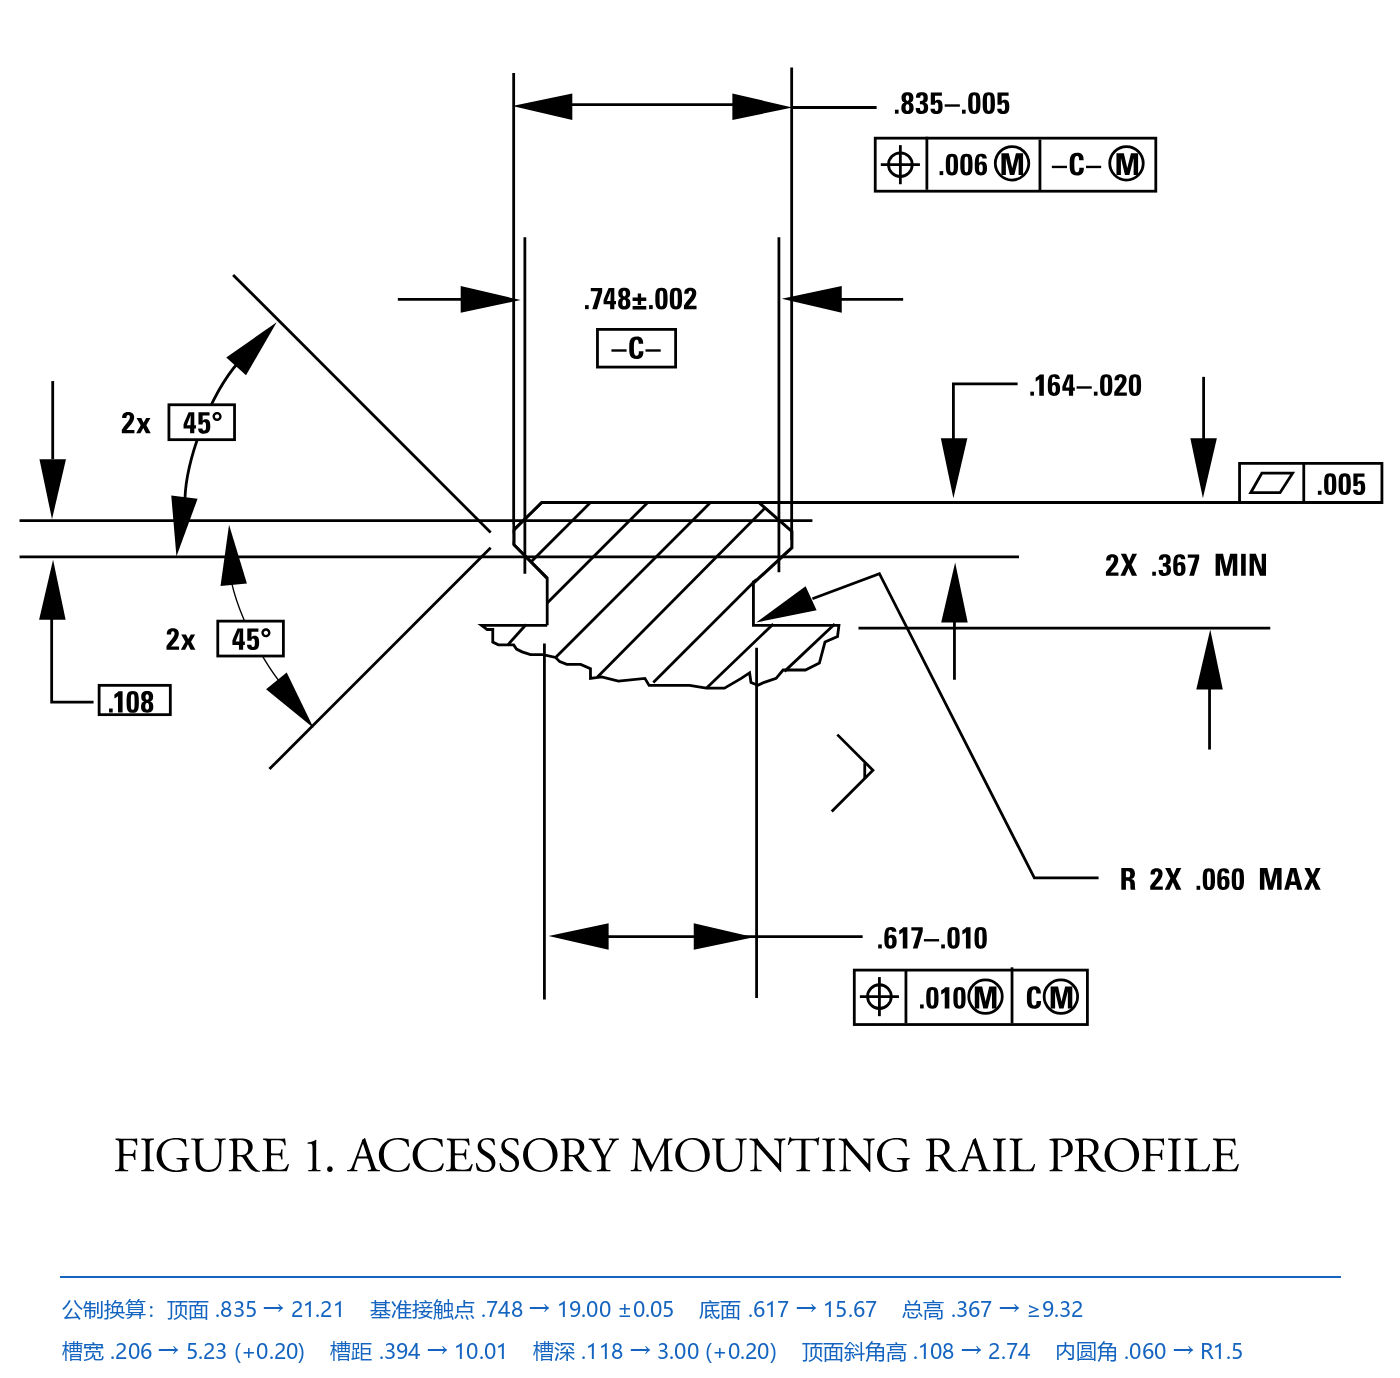 .835–.005
⌖ .006 Ⓜ –C– Ⓜ
.748±.002
–C–
.164–.020
2x 45°
⏥ .005
2X .367 MIN
2x 45°
.108
R 2X .060 MAX
.617–.010
⌖ .010Ⓜ CⓂ
FIGURE 1. ACCESSORY MOUNTING RAIL PROFILE
公制换算：顶面 .835 → 21.21 基准接触点 .748 → 19.00 ±0.05 底面 .617 → 15.67 总高 .367 → ≥9.32
槽宽 .206 → 5.23 (+0.20) 槽距 .394 → 10.01 槽深 .118 → 3.00 (+0.20) 顶面斜角高 .108 → 2.74 内圆角 .060 → R1.5